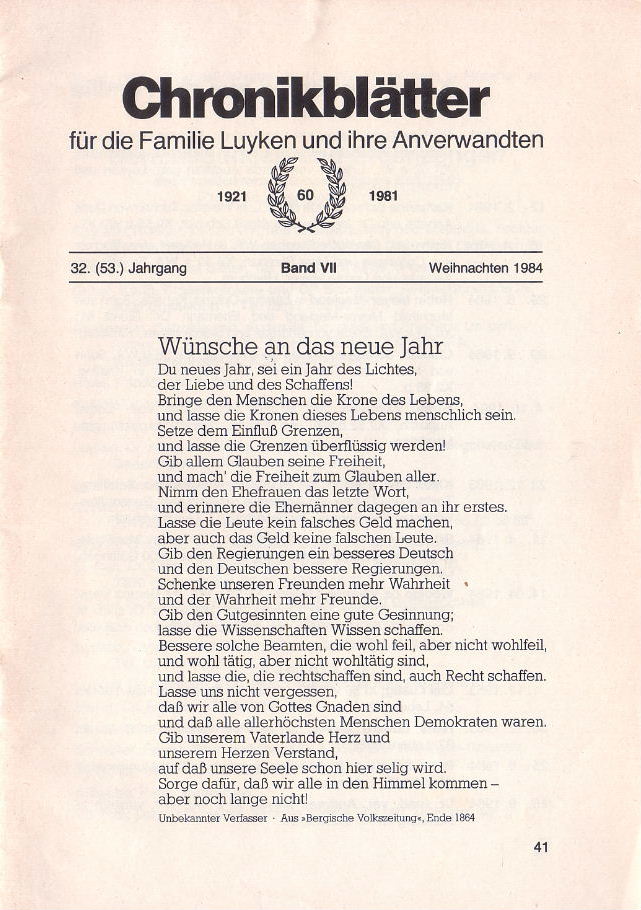 Chronikblätter
für die Familie Luyken und ihre Anverwandten
1921 60 1981
32. (53.) Jahrgang Band VII Weihnachten 1984
Wünsche an das neue Jahr
Du neues Jahr, sei ein Jahr des Lichtes,
der Liebe und des Schaffens!
Bringe den Menschen die Krone des Lebens,
und lasse die Kronen dieses Lebens menschlich sein.
Setze dem Einfluß Grenzen,
und lasse die Grenzen überflüssig werden!
Gib allem Glauben seine Freiheit,
und mach' die Freiheit zum Glauben aller.
Nimm den Ehefrauen das letzte Wort,
und erinnere die Ehemänner dagegen an ihr erstes.
Lasse die Leute kein falsches Geld machen,
aber auch das Geld keine falschen Leute.
Gib den Regierungen ein besseres Deutsch
und den Deutschen bessere Regierungen.
Schenke unseren Freunden mehr Wahrheit
und der Wahrheit mehr Freunde.
Gib den Gutgesinnten eine gute Gesinnung;
lasse die Wissenschaften Wissen schaffen.
Bessere solche Beamten, die wohl feil, aber nicht wohlfeil,
und wohl tätig, aber nicht wohltätig sind,
und lasse die, die rechtschaffen sind, auch Recht schaffen.
Lasse uns nicht vergessen,
daß wir alle von Gottes Gnaden sind
und daß alle allerhöchsten Menschen Demokraten waren.
Gib unserem Vaterlande Herz und
unserem Herzen Verstand,
auf daß unsere Seele schon hier selig wird.
Sorge dafür, daß wir alle in den Himmel kommen –
aber noch lange nicht!
Unbekannter Verfasser · Aus »Bergische Volkszeitung«, Ende 1864
41